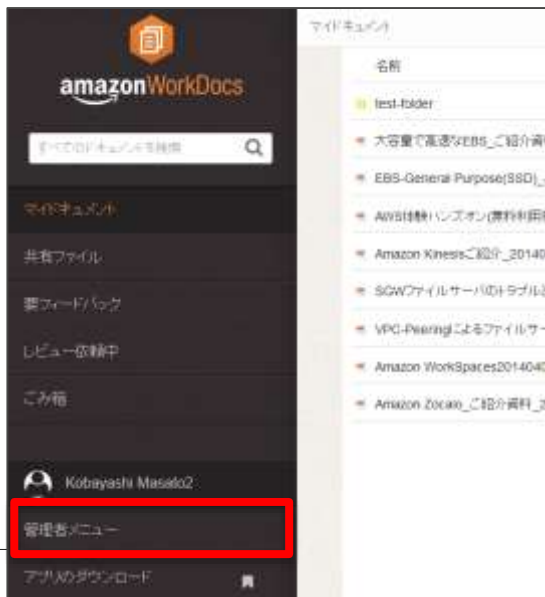 amazonWorkDocs
すべてのドキュメントを検索
マイドキュメント
共有ファイル
要フィードバック
レビュー依頼中
ごみ箱
Kobayashi Masato2
管理者メニュー
アプリのダウンロード
マイドキュメント
名前
test-folder
大容量で高速なEBS_ご紹介資
EBS-General Purpose(SSD)_
AWS体験ハンズオン(無料利用
Amazon Kinesisご紹介_20140
SGWファイルサーバのトラブル
VPC-Peeringによるファイルサー
Amazon WorkSpaces2014040
Amazon Zocalo_ご紹介資料_2